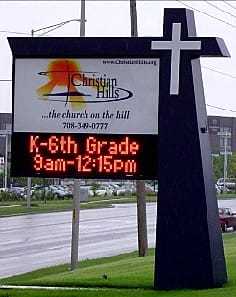 www.ChristianHills.org
Christian
Hills
...the church on the hill
708-349-0777
K-6th Grade
9am-12:15pm